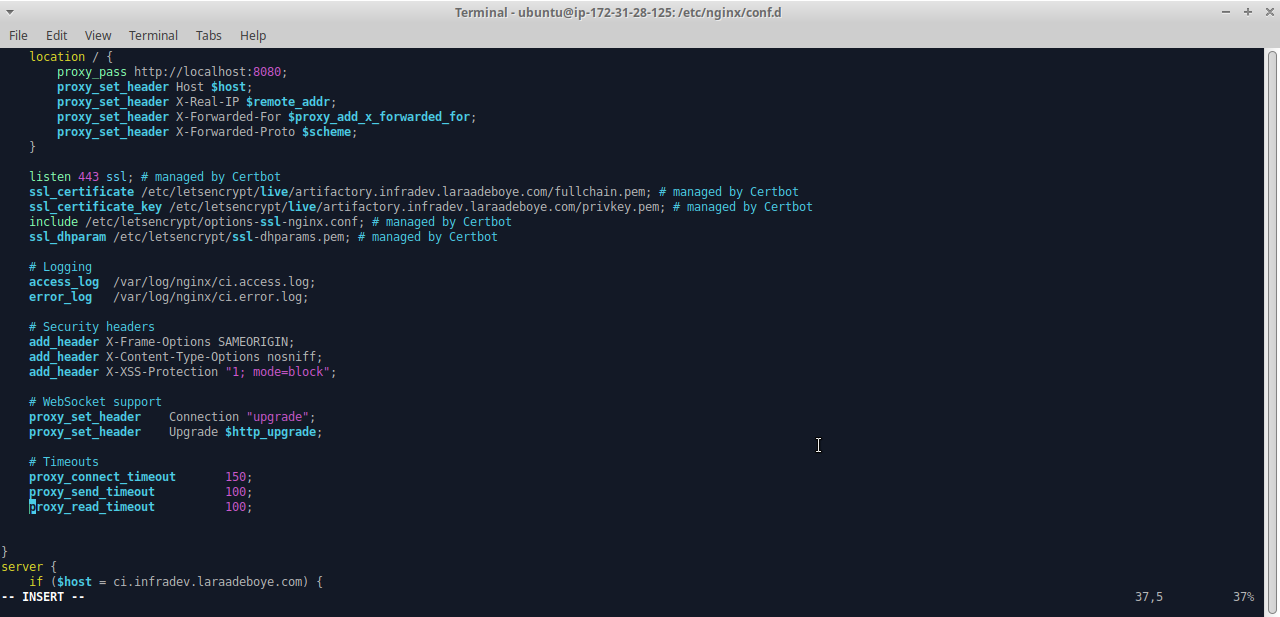 Terminal - ubuntu@ip-172-31-28-125: /etc/nginx/conf.d
File Edit View Terminal Tabs Help
    location / {
        proxy_pass http://localhost:8080;
        proxy_set_header Host $host;
        proxy_set_header X-Real-IP $remote_addr;
        proxy_set_header X-Forwarded-For $proxy_add_x_forwarded_for;
        proxy_set_header X-Forwarded-Proto $scheme;
    }
    listen 443 ssl; # managed by Certbot
    ssl_certificate /etc/letsencrypt/live/artifactory.infradev.laraadeboye.com/fullchain.pem; # managed by Certbot
    ssl_certificate_key /etc/letsencrypt/live/artifactory.infradev.laraadeboye.com/privkey.pem; # managed by Certbot
    include /etc/letsencrypt/options-ssl-nginx.conf; # managed by Certbot
    ssl_dhparam /etc/letsencrypt/ssl-dhparams.pem; # managed by Certbot
    # Logging
    access_log  /var/log/nginx/ci.access.log;
    error_log   /var/log/nginx/ci.error.log;
    # Security headers
    add_header X-Frame-Options SAMEORIGIN;
    add_header X-Content-Type-Options nosniff;
    add_header X-XSS-Protection "1; mode=block";
    # WebSocket support
    proxy_set_header    Connection "upgrade";
    proxy_set_header    Upgrade $http_upgrade;
    # Timeouts
    proxy_connect_timeout       150;
    proxy_send_timeout          100;
    proxy_read_timeout          100;
}
server {
    if ($host = ci.infradev.laraadeboye.com) {
-- INSERT -- 37,5 37%